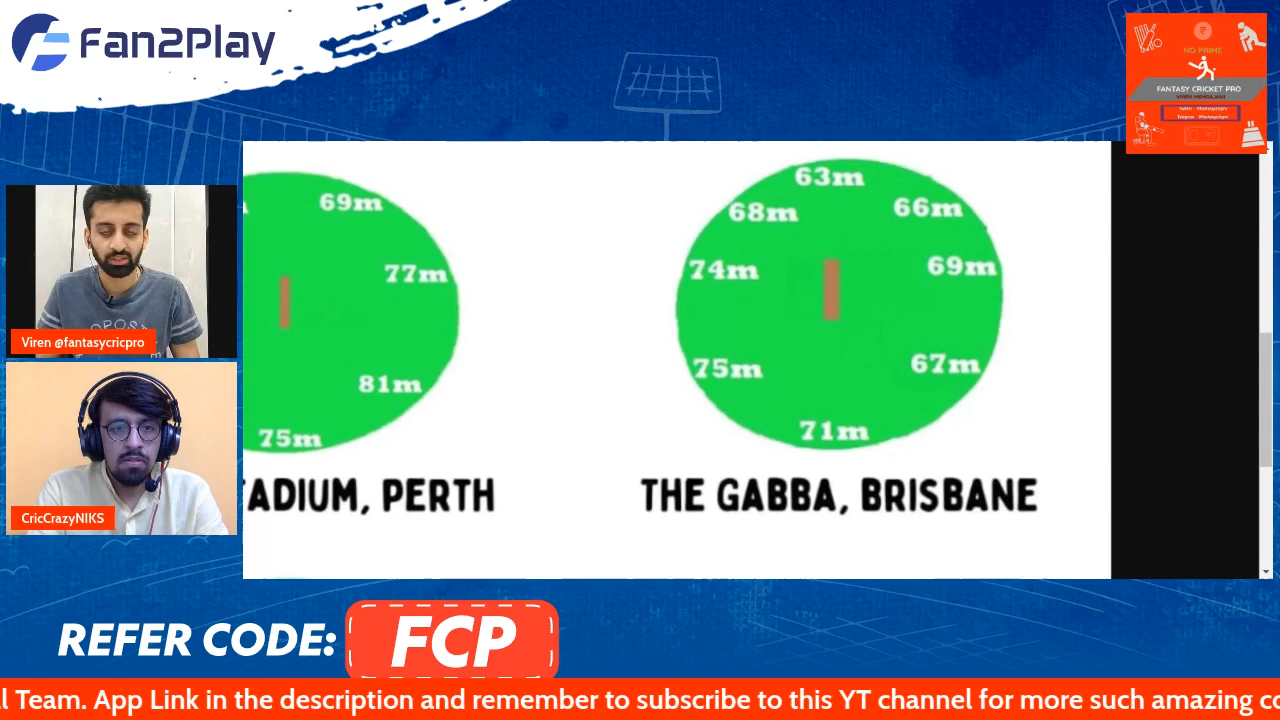 Fan2Play
NO PRIME
FANTASY CRICKET PRO
69m
77m
81m
75m
TADIUM, PERTH
63m
68m
66m
74m
69m
75m
67m
71m
THE GABBA, BRISBANE
Viren @fantasycricpro
CricCrazyNIKS
REFER CODE: FCP
l Team. App Link in the description and remember to subscribe to this YT channel for more such amazing co